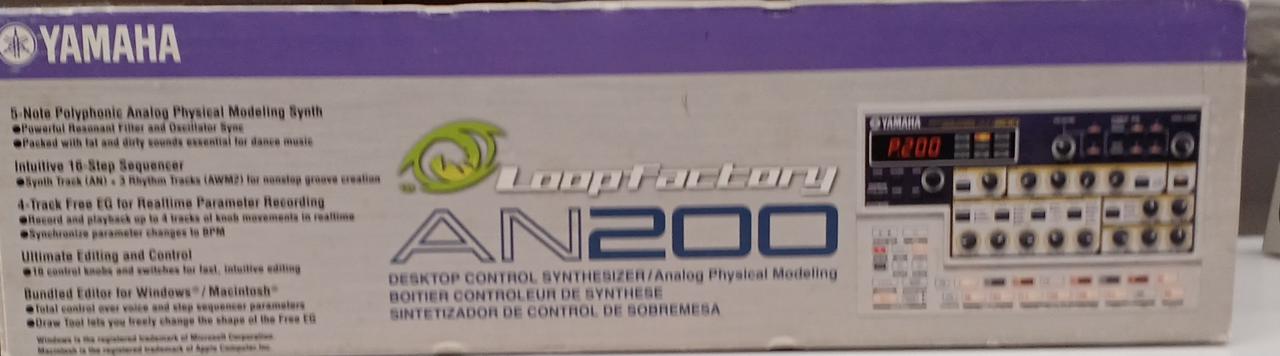 YAMAHA
5-Note Polyphonic Analog Physical Modeling Synth
●Powerful Resonant Filter and Oscillator Sync
●Packed with fat and dirty sounds essential for dance music
Intuitive 16-Step Sequencer
●Synth Track (AN) + 3 Rhythm Tracks (AWM2) for nonstop groove creation
4-Track Free EG for Realtime Parameter Recording
●Record and playback up to 4 tracks of knob movements in realtime
●Synchronize parameter changes to BPM
Ultimate Editing and Control
●18 control knobs and switches for fast, intuitive editing
Bundled Editor for Windows® / Macintosh®
●Total control over voice and step sequencer parameters
●Draw Tool lets you freely change the shape of the Free EG
Windows is the registered trademark of Microsoft Corporation.
Macintosh is the registered trademark of Apple Computer Inc.
LoopFactory
AN200
DESKTOP CONTROL SYNTHESIZER/Analog Physical Modeling
BOITIER CONTROLEUR DE SYNTHESE
SINTETIZADOR DE CONTROL DE SOBREMESA
YAMAHA
P.200